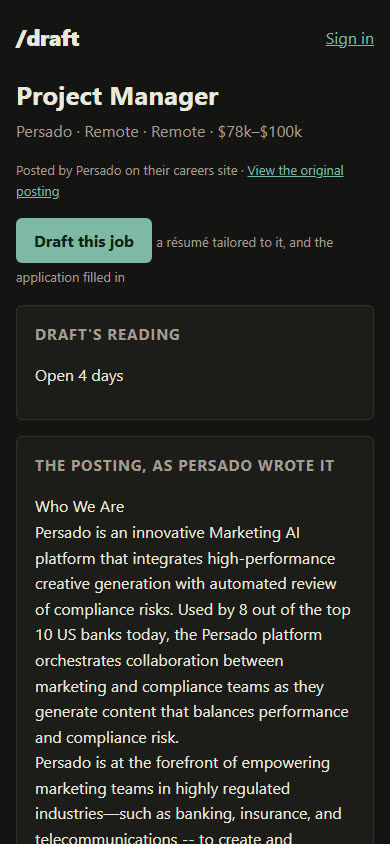 /draft
Sign in
Project Manager
Persado · Remote · Remote · $78k–$100k
Posted by Persado on their careers site · View the original
posting
Draft this job a résumé tailored to it, and the
application filled in
DRAFT'S READING
Open 4 days
THE POSTING, AS PERSADO WROTE IT
Who We Are
Persado is an innovative Marketing AI
platform that integrates high-performance
creative generation with automated review
of compliance risks. Used by 8 out of the top
10 US banks today, the Persado platform
orchestrates collaboration between
marketing and compliance teams as they
generate content that balances performance
and compliance risk.
Persado is at the forefront of empowering
marketing teams in highly regulated
industries—such as banking, insurance, and
telecommunications -- to create and